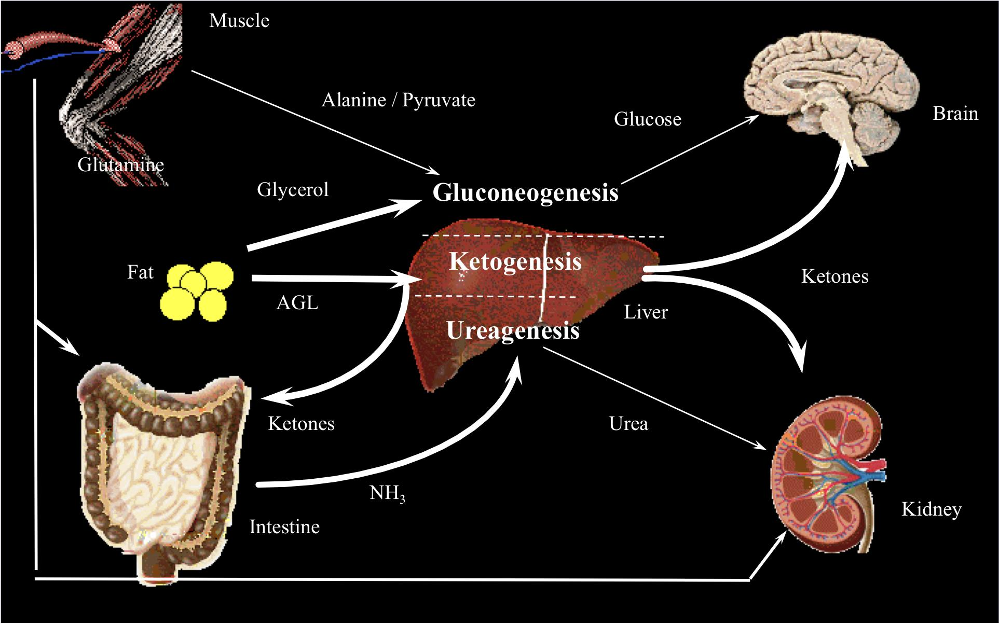 Muscle
Alanine / Pyruvate
Glucose
Brain
Glutamine
Glycerol
Gluconeogenesis
Fat
AGL
Ketogenesis
Ketones
Liver
Ureagenesis
Ketones
Urea
NH₃
Intestine
Kidney